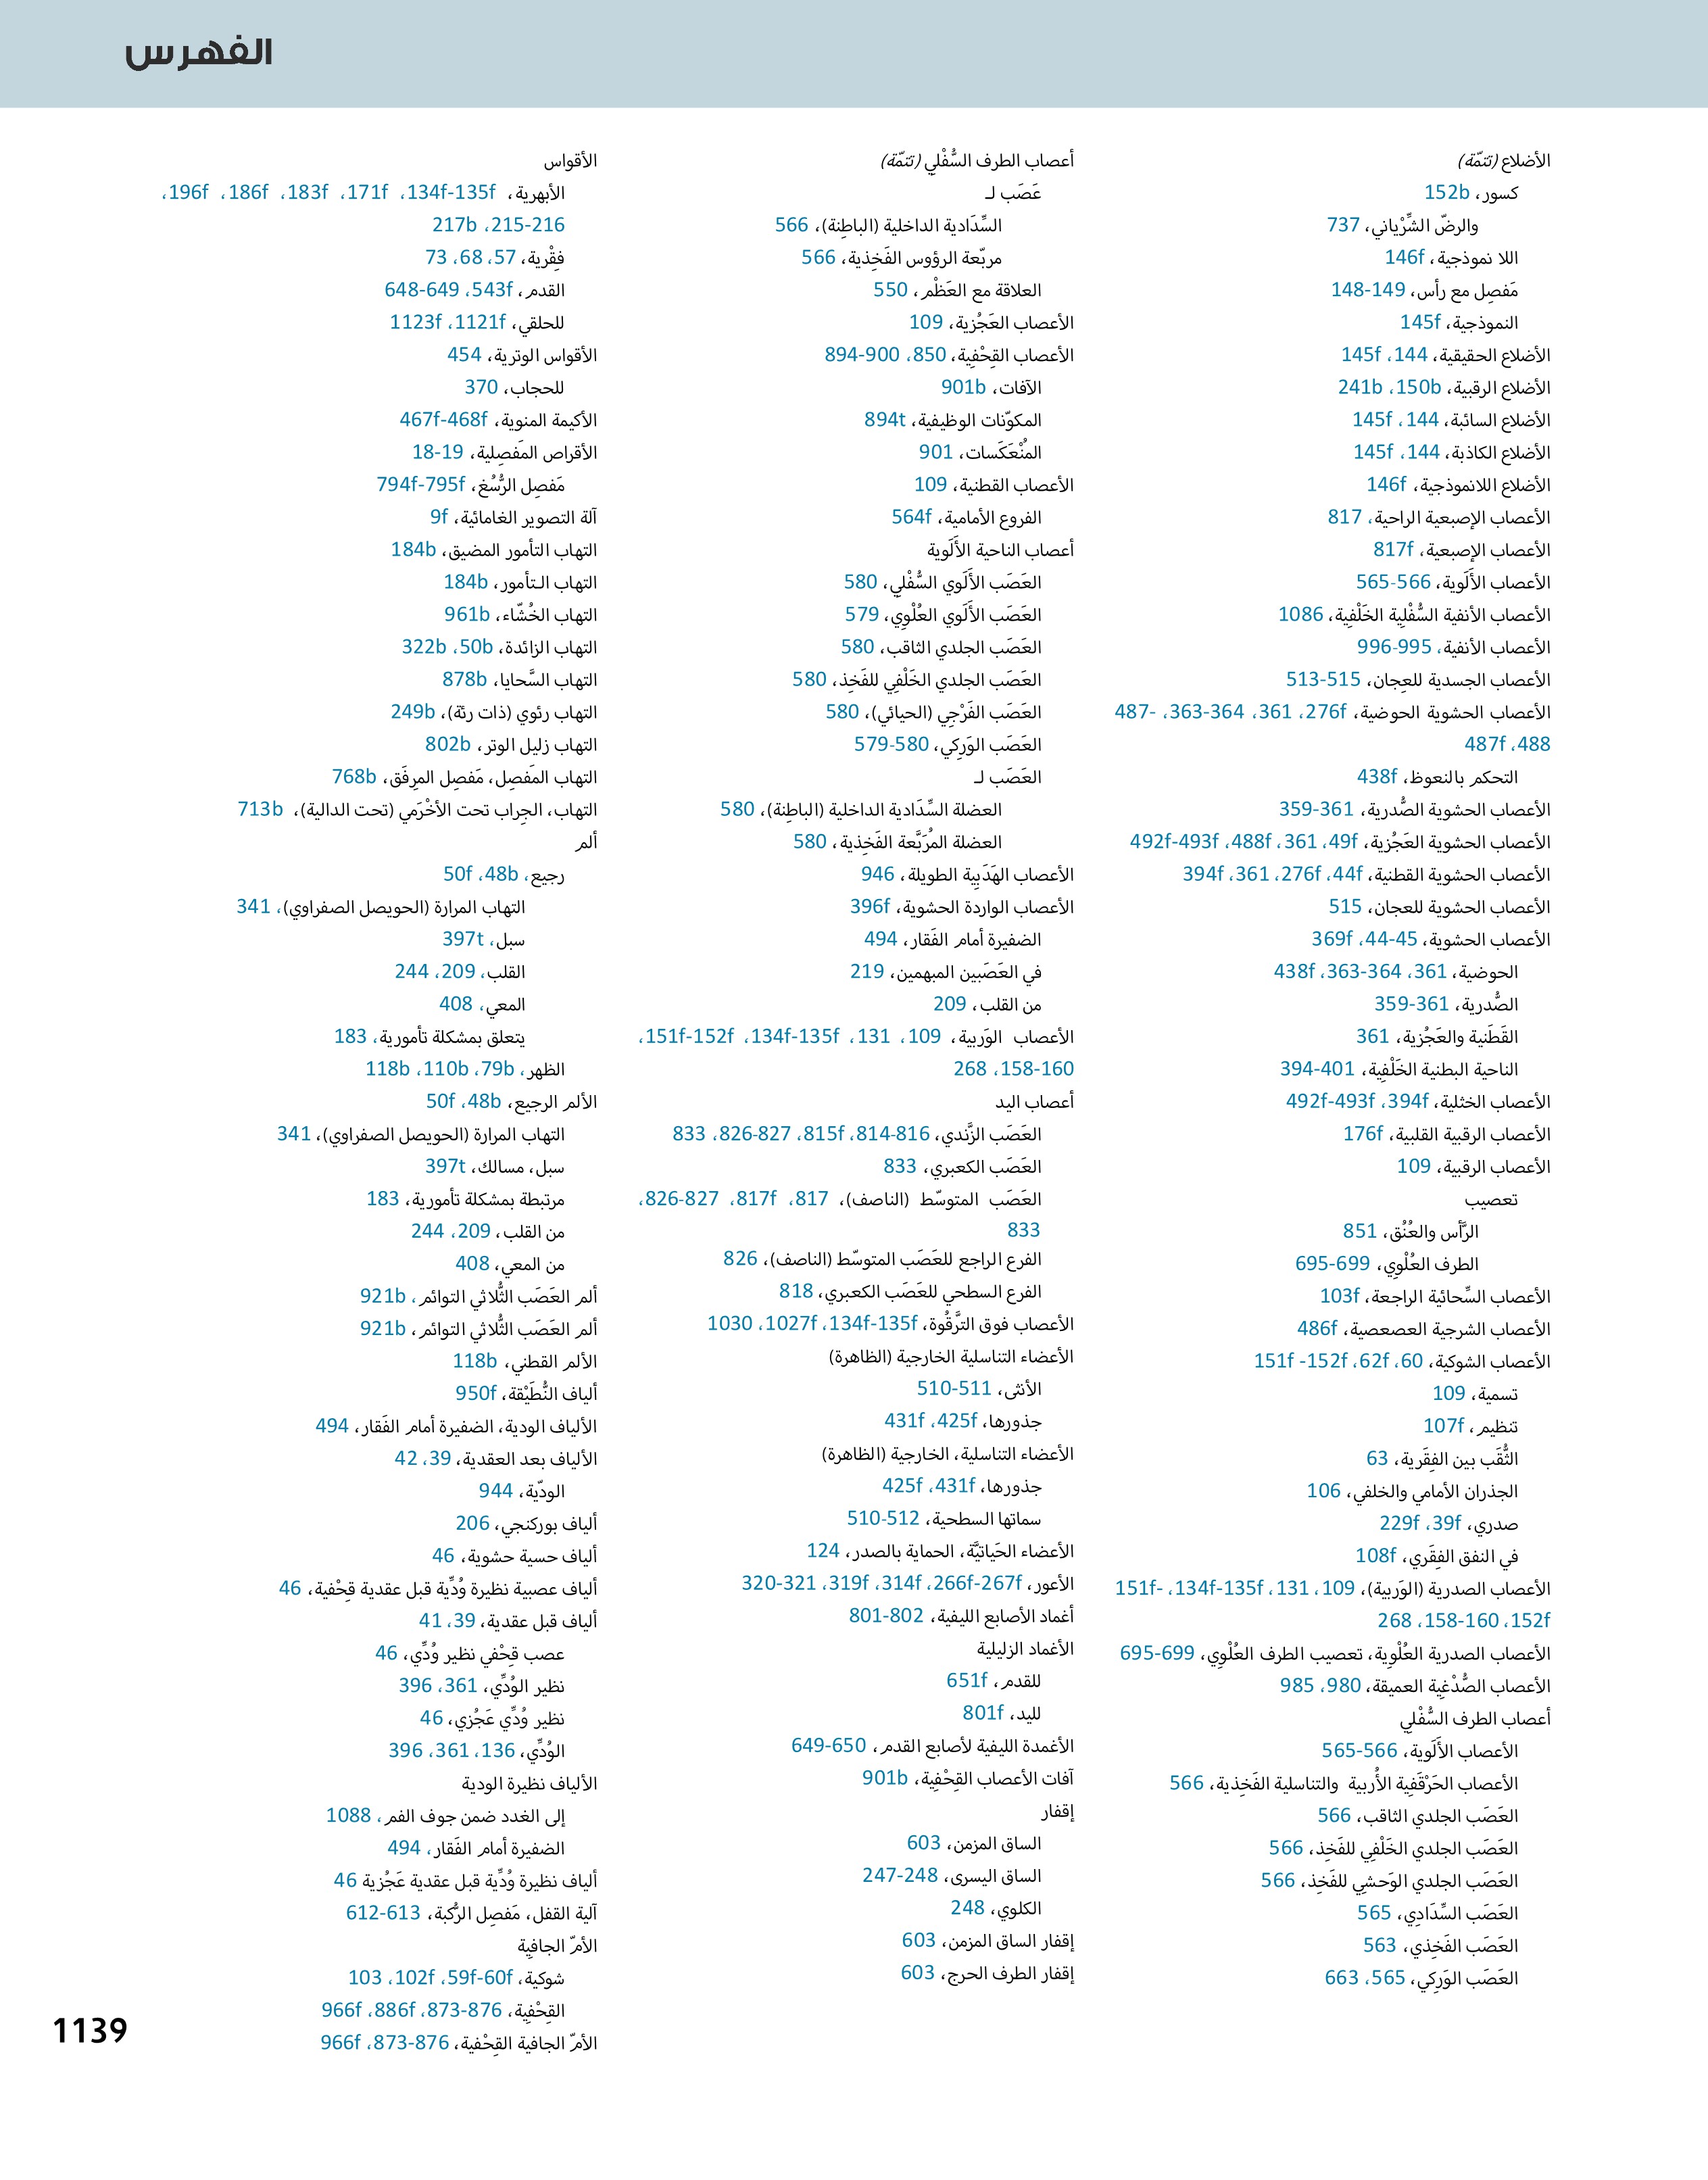 الفهرس
الأضلاع (تتمّة)
كسور، 152b
والرضّ الشِّرْياني، 737
اللا نموذجية، 146f
مَفصِل مع رأس، 148-149
النموذجية، 145f
الأضلاع الحقيقية، 144، 145f
الأضلاع الرقبية، 150b، 241b
الأضلاع السائبة، 144، 145f
الأضلاع الكاذبة، 144، 145f
الأضلاع اللانموذجية، 146f
الأعصاب الإصبعية الراحية، 817
الأعصاب الإصبعية، 817f
الأعصاب الأَلَوية، 565-566
الأعصاب الأنفية السُّفْلِية الخَلْفِية، 1086
الأعصاب الأنفية، 995-996
الأعصاب الجسدية للعِجان، 513-515
الأعصاب الحشوية الحوضية، 276f، 361، 363-364، 487-
488، 487f
التحكم بالنعوظ، 438f
الأعصاب الحشوية الصُّدرية، 359-361
الأعصاب الحشوية العَجُزية، 49f، 361، 488f، 492f-493f
الأعصاب الحشوية القطنية، 44f، 276f، 361، 394f
الأعصاب الحشوية للعجان، 515
الأعصاب الحشوية، 44-45، 369f
الحوضية، 361، 363-364، 438f
الصُّدرية، 359-361
القَطَنية والعَجُزية، 361
الناحية البطنية الخَلْفِية، 394-401
الأعصاب الخثلية، 394f، 492f-493f
الأعصاب الرقبية القلبية، 176f
الأعصاب الرقبية، 109
تعصيب
الرَّأس والعُنُق، 851
الطرف العُلْوِي، 695-699
الأعصاب السِّحائية الراجعة، 103f
الأعصاب الشرجية العصعصية، 486f
الأعصاب الشوكية، 60، 62f، 151f -152f
تسمية، 109
تنظيم، 107f
الثُّقَب بين الفِقَرية، 63
الجذران الأمامي والخلفي، 106
صدري، 39f، 229f
في النفق الفِقَري، 108f
الأعصاب الصدرية (الوَربية)، 109، 131، 134f-135f، 151f-
152f، 158-160، 268
الأعصاب الصدرية العُلْوِية، تعصيب الطرف العُلْوِي، 695-699
الأعصاب الصُّدْغِية العميقة، 980، 985
أعصاب الطرف السُّفْلِي
الأعصاب الأَلَوية، 565-566
الأعصاب الحَرْقَفِية الأُربية والتناسلية الفَخِذية، 566
العَصَب الجلدي الثاقب، 566
العَصَب الجلدي الخَلْفِي للفَخِذ، 566
العَصَب الجلدي الوَحشِي للفَخِذ، 566
العَصَب السِّدَادِي، 565
العَصَب الفَخِذي، 563
العَصَب الوَرِكي، 565، 663
أعصاب الطرف السُّفْلِي (تتمّة)
عَصَب لـ
السِّدَادية الداخلية (الباطِنة)، 566
مربّعة الرؤوس الفَخِذية، 566
العلاقة مع العَظْم، 550
الأعصاب العَجُزية، 109
الأعصاب القِحْفِية، 850، 894-900
الآفات، 901b
المكوّنات الوظيفية، 894t
المُنْعَكَسات، 901
الأعصاب القطنية، 109
الفروع الأمامية، 564f
أعصاب الناحية الأَلَوية
العَصَب الأَلَوي السُّفْلِي، 580
العَصَب الأَلَوي العُلْوِي، 579
العَصَب الجلدي الثاقب، 580
العَصَب الجلدي الخَلْفِي للفَخِذ، 580
العَصَب الفَرْجِي (الحيائي)، 580
العَصَب الوَرِكي، 579-580
العَصَب لـ
العضلة السِّدَادية الداخلية (الباطِنة)، 580
العضلة المُرَبَّعة الفَخِذية، 580
الأعصاب الهَدَبِية الطويلة، 946
الأعصاب الواردة الحشوية، 396f
الضفيرة أمام الفَقار، 494
في العَصَبين المبهمين، 219
من القلب، 209
الأعصاب الوَربية، 109، 131، 134f-135f، 151f-152f،
158-160، 268
أعصاب اليد
العَصَب الزَّندي، 814-816، 815f، 826-827، 833
العَصَب الكعبري، 833
العَصَب المتوسّط (الناصف)، 817، 817f، 826-827،
833
الفرع الراجع للعَصَب المتوسّط (الناصف)، 826
الفرع السطحي للعَصَب الكعبري، 818
الأعصاب فوق التَّرقُوة، 134f-135f، 1027f، 1030
الأعضاء التناسلية الخارجية (الظاهرة)
الأنثى، 510-511
جذورها، 425f، 431f
الأعضاء التناسلية، الخارجية (الظاهرة)
جذورها، 431f، 425f
سماتها السطحية، 510-512
الأعضاء الحَياتِيَّة، الحماية بالصدر، 124
الأعور، 266f-267f، 314f، 319f، 320-321
أغماد الأصابع الليفية، 801-802
الأغماد الزليلية
للقدم، 651f
لليد، 801f
الأغمدة الليفية لأصابع القدم، 649-650
آفات الأعصاب القِحْفِية، 901b
إقفار
الساق المزمن، 603
الساق اليسرى، 247-248
الكلوي، 248
إقفار الساق المزمن، 603
إقفار الطرف الحرج، 603
الأقواس
الأبهرية، 134f-135f، 171f، 183f، 186f، 196f،
215-216، 217b
فِقْرية، 57، 68، 73
القدم، 543f، 648-649
للحلقي، 1121f، 1123f
الأقواس الوترية، 454
للحجاب، 370
الأكيمة المنوية، 467f-468f
الأقراص المَفصِلية، 18-19
مَفصِل الرُّسُغ، 794f-795f
آلة التصوير الغامائية، 9f
التهاب التأمور المضيق، 184b
التهاب التأمور، 184b
التهاب الخُشّاء، 961b
التهاب الزائدة، 50b، 322b
التهاب السَّحايا، 878b
التهاب رئوي (ذات رئة)، 249b
التهاب زليل الوتر، 802b
التهاب المَفصِل، مَفصِل المِرفَق، 768b
التهاب، الجِراب تحت الأخْرَمي (تحت الدالية)، 713b
ألم
رجيع، 48b، 50f
التهاب المرارة (الحويصل الصفراوي)، 341
سبل، 397t
القلب، 209، 244
المعي، 408
يتعلق بمشكلة تأمورية، 183
الظهر، 79b، 110b، 118b
الألم الرجيع، 48b، 50f
التهاب المرارة (الحويصل الصفراوي)، 341
سبل، مسالك، 397t
مرتبطة بمشكلة تأمورية، 183
من القلب، 209، 244
من المعي، 408
ألم العَصَب الثُّلاثي التوائم، 921b
ألم العَصَب الثُّلاثي التوائم، 921b
الألم القطني، 118b
ألياف النُّطَيْقة، 950f
الألياف الودية، الضفيرة أمام الفَقار، 494
الألياف بعد العقدية، 39، 42
الودّية، 944
ألياف بوركنجي، 206
ألياف حسية حشوية، 46
ألياف عصبية نظيرة وُدِّية قبل عقدية قِحْفية، 46
ألياف قبل عقدية، 39، 41
عصب قِحْفي نظير وُدِّي، 46
نظير الوُدِّي، 361، 396
نظير وُدِّي عَجُزي، 46
الوُدِّي، 136، 361، 396
الألياف نظيرة الودية
إلى الغدد ضمن جوف الفم، 1088
الضفيرة أمام الفَقار، 494
ألياف نظيرة وُدِّية قبل عقدية عَجُزية 46
آلية القفل، مَفصِل الرُّكبة، 612-613
الأمّ الجافِية
شوكية، 59f-60f، 102f، 103
القِحْفِية، 873-876، 886f، 966f
الأمّ الجافية القِحْفية، 873-876، 966f
1139